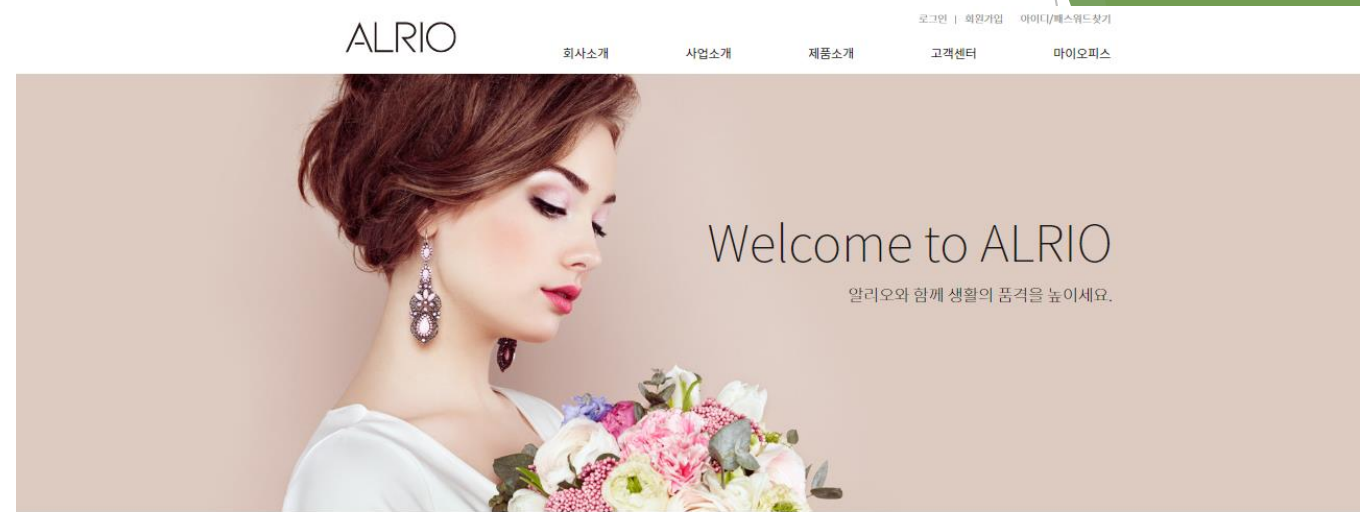 ALRIO
로그인 | 회원가입 아이디/패스워드찾기
회사소개 사업소개 제품소개 고객센터 마이오피스
Welcome to ALRIO
알리오와 함께 생활의 품격을 높이세요.